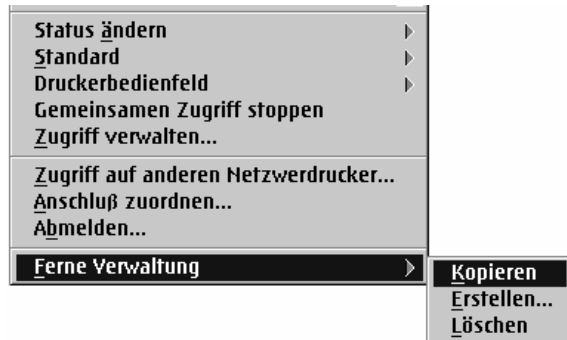 Status ändern
Standard
Druckerbedienfeld
Gemeinsamen Zugriff stoppen
Zugriff verwalten...
Zugriff auf anderen Netzwerdrucker...
Anschluß zuordnen...
Abmelden...
Ferne Verwaltung
Kopieren
Erstellen...
Löschen